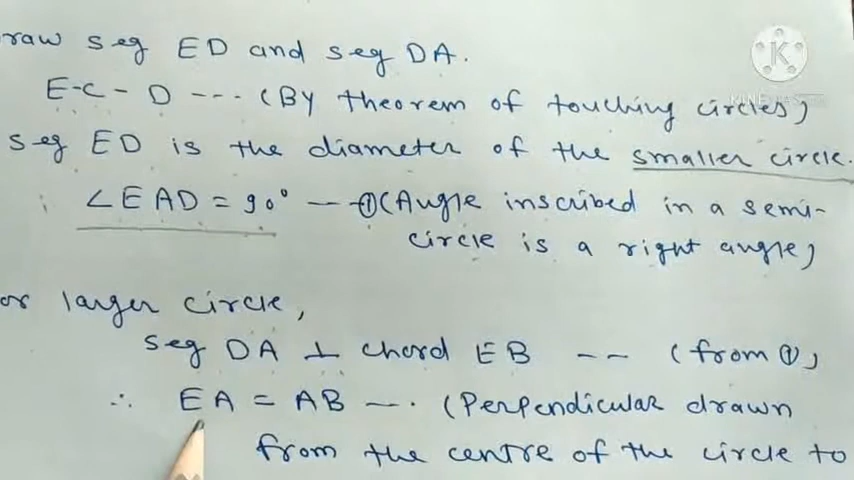 raw seg ED and seg DA.
E-C-D --- (By theorem of touching circles)
seg ED is the diameter of the smaller circle.
∠EAD = 90° --- ① (Angle inscribed in a semi-
circle is a right angle)
or larger circle,
seg DA ⊥ chord EB -- (from ①)
∴ EA = AB --. (Perpendicular drawn
from the centre of the circle to
K
KINEMASTER